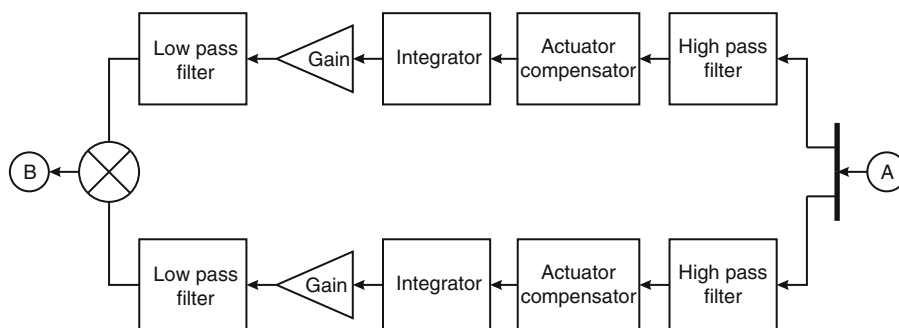 Low pass
filter
Gain
Integrator
Actuator
compensator
High pass
filter
B
A
Low pass
filter
Gain
Integrator
Actuator
compensator
High pass
filter